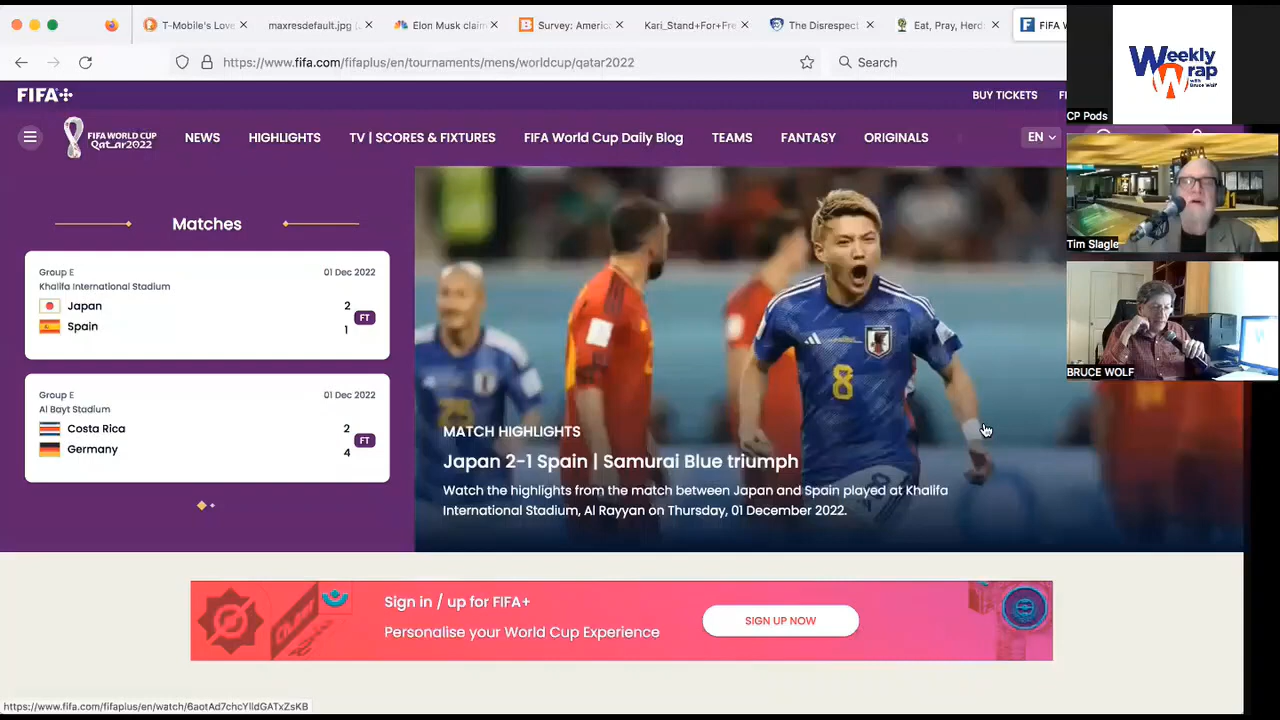 T-Mobile's Love
maxresdefault.jpg (
Elon Musk claim
Survey: America
Kari_Stand+For+Fre
The Disrespect
Eat, Pray, Herd
FIFA W
https://www.fifa.com/fifaplus/en/tournaments/mens/worldcup/qatar2022
Search
Weekly
Wrap
with Bruce Wolf
CP Pods
FIFA+
BUY TICKETS
FI
FIFA WORLD CUP
Qatar2022
NEWS
HIGHLIGHTS
TV | SCORES & FIXTURES
FIFA World Cup Daily Blog
TEAMS
FANTASY
ORIGINALS
EN
Tim Slagle
BRUCE WOLF
Matches
Group E
01 Dec 2022
Khalifa International Stadium
Japan 2
FT
Spain 1
Group E
01 Dec 2022
Al Bayt Stadium
Costa Rica 2
FT
Germany 4
8
MATCH HIGHLIGHTS
Japan 2-1 Spain | Samurai Blue triumph
Watch the highlights from the match between Japan and Spain played at Khalifa
International Stadium, Al Rayyan on Thursday, 01 December 2022.
Sign in / up for FIFA+
Personalise your World Cup Experience
SIGN UP NOW
https://www.fifa.com/fifaplus/en/watch/6aotAd7chcYlldGATxZsKB